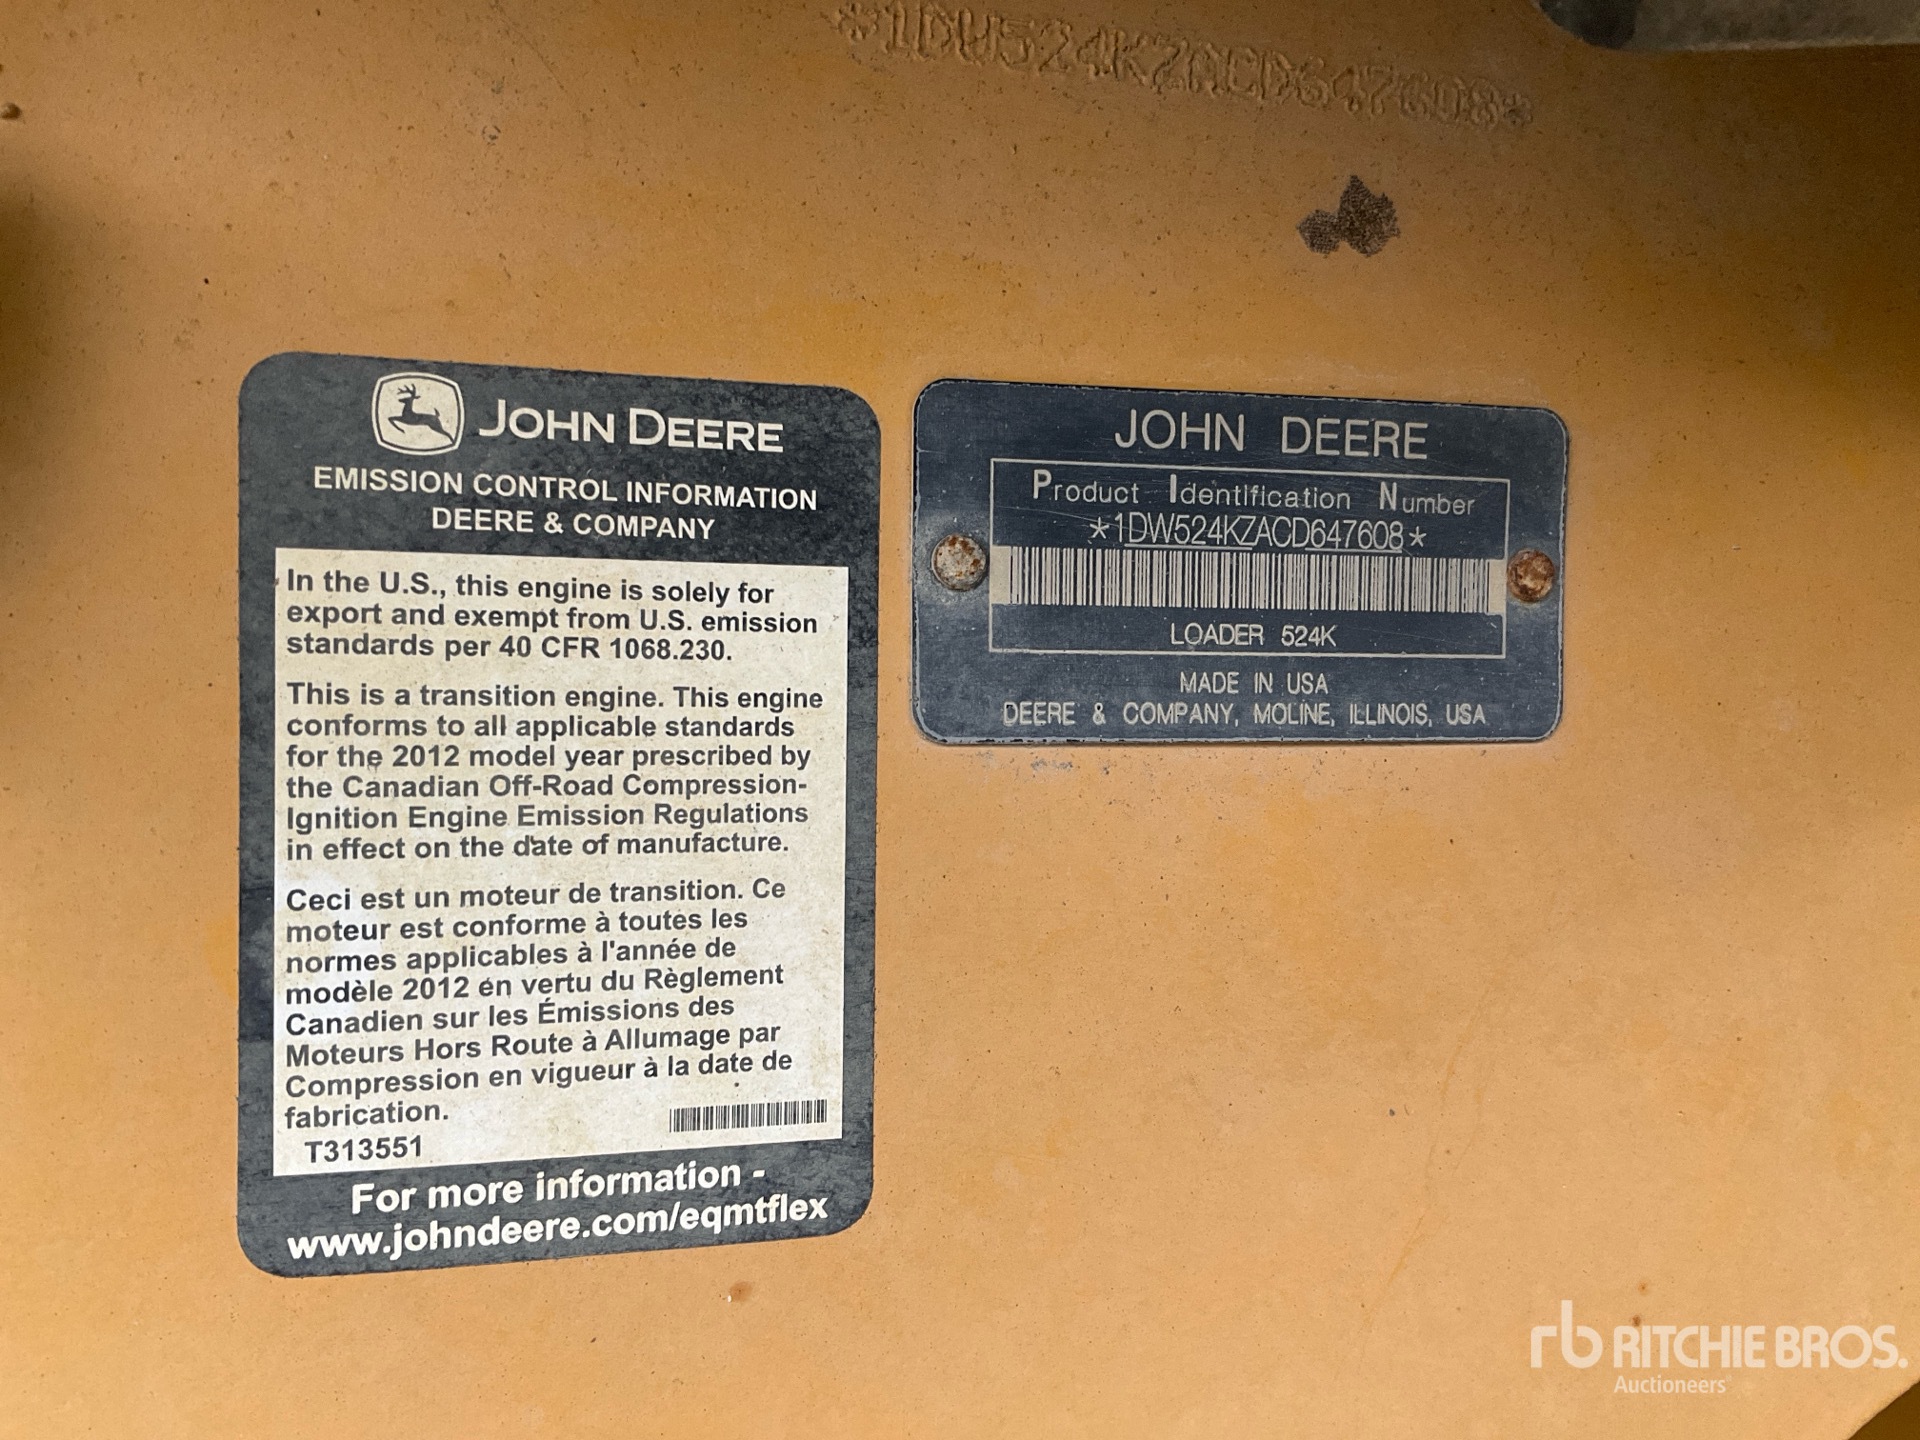 *1DW524KZACD647608*
JOHN DEERE
EMISSION CONTROL INFORMATION
DEERE & COMPANY
In the U.S., this engine is solely for
export and exempt from U.S. emission
standards per 40 CFR 1068.230.
This is a transition engine. This engine
conforms to all applicable standards
for the 2012 model year prescribed by
the Canadian Off-Road Compression-
Ignition Engine Emission Regulations
in effect on the date of manufacture.
Ceci est un moteur de transition. Ce
moteur est conforme à toutes les
normes applicables à l'année de
modèle 2012 én vertu du Règlement
Canadien sur les Émissions des
Moteurs Hors Route à Allumage par
Compression en vigueur à la date de
fabrication.
T313551
For more information -
www.johndeere.com/eqmtflex
JOHN DEERE
Product Identification Number
*1DW524KZACD647608*
LOADER 524K
MADE IN USA
DEERE & COMPANY, MOLINE, ILLINOIS, USA
rb RITCHIE BROS.
Auctioneers